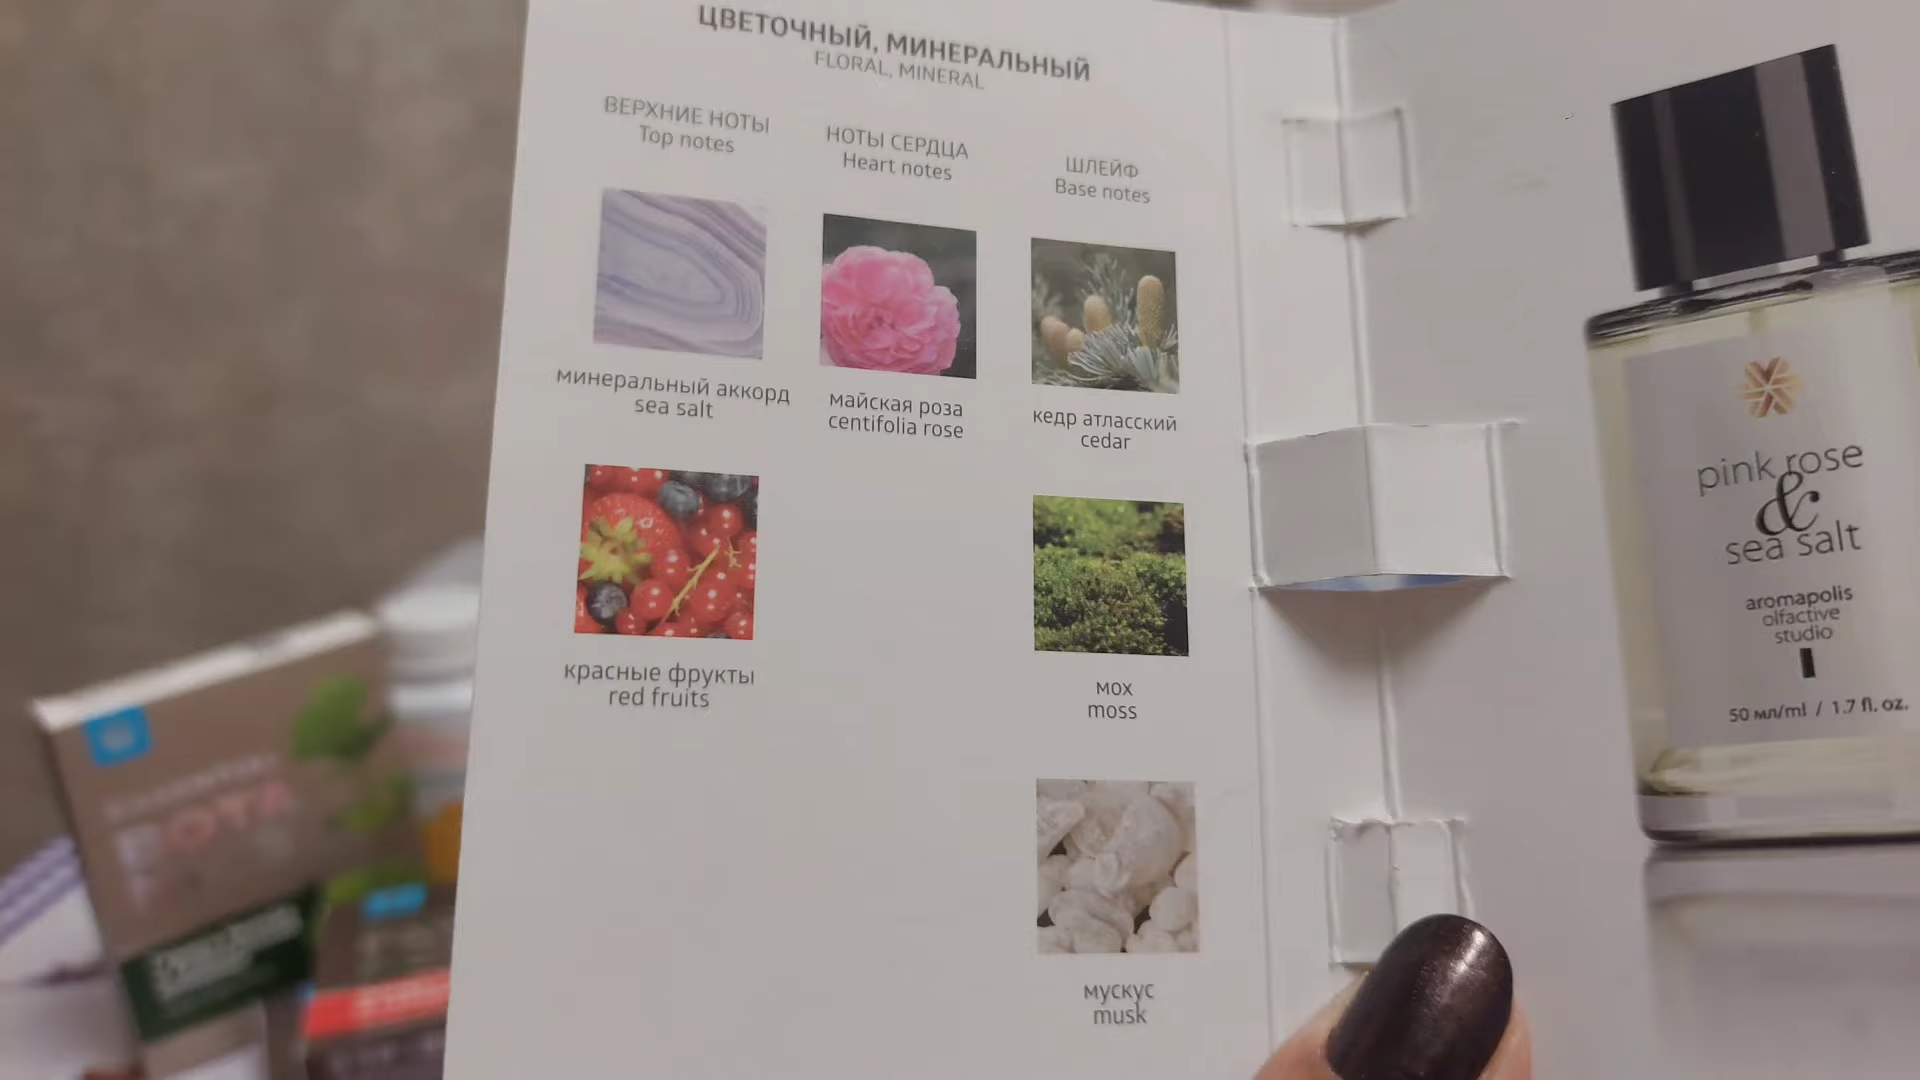 ЦВЕТОЧНЫЙ, МИНЕРАЛЬНЫЙ
FLORAL, MINERAL
ВЕРХНИЕ НОТЫ
Top notes
минеральный аккорд
sea salt
красные фрукты
red fruits
НОТЫ СЕРДЦА
Heart notes
майская роза
centifolia rose
ШЛЕЙФ
Base notes
кедр атласский
cedar
мох
moss
мускус
musk
pink rose
&
sea salt
aromapolis
olfactive
studio
50 мл/ml / 1.7 fl. oz.